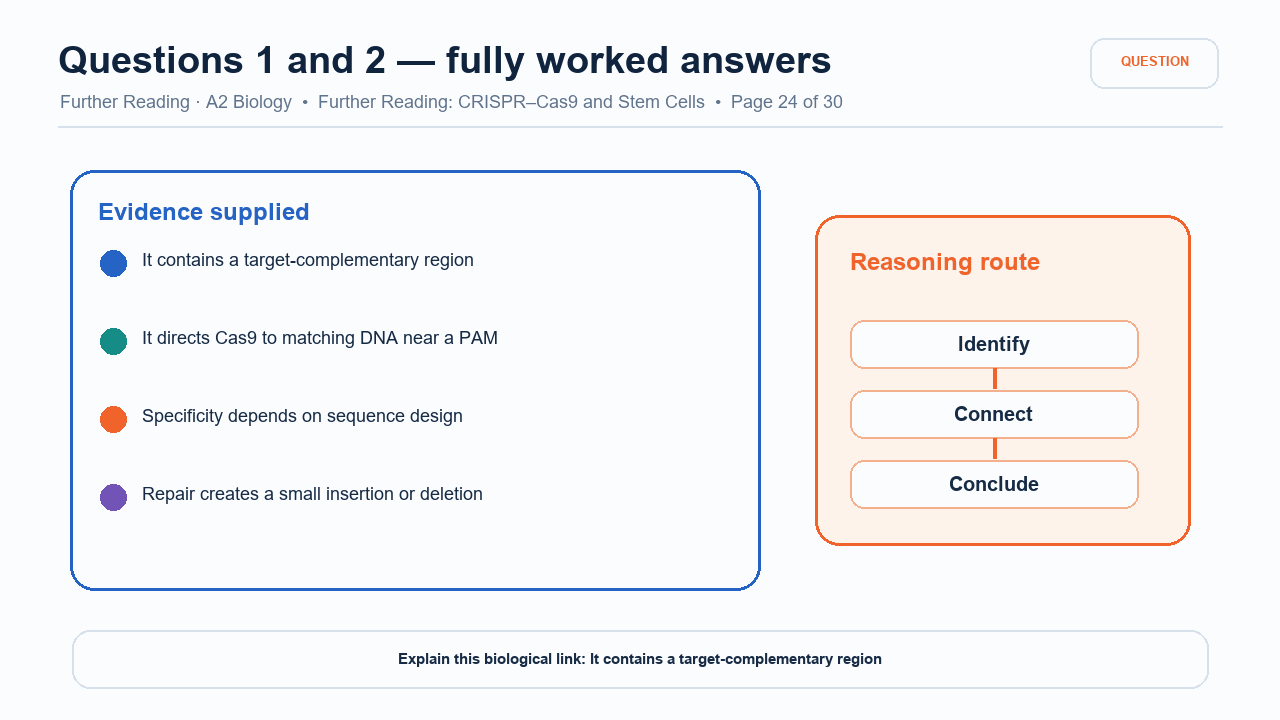 Questions 1 and 2 — fully worked answers
QUESTION
Further Reading · A2 Biology • Further Reading: CRISPR–Cas9 and Stem Cells • Page 24 of 30
Evidence supplied
It contains a target-complementary region
It directs Cas9 to matching DNA near a PAM
Specificity depends on sequence design
Repair creates a small insertion or deletion
Reasoning route
Identify
Connect
Conclude
Explain this biological link: It contains a target-complementary region